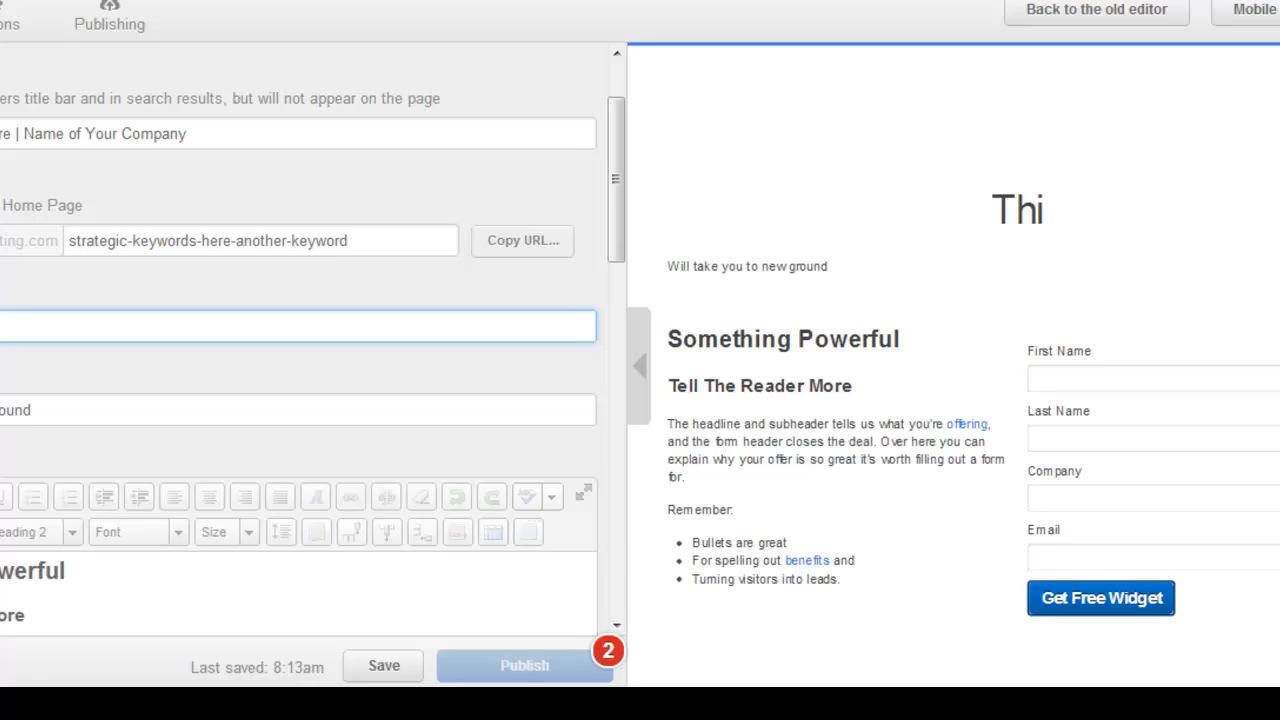 ons
Publishing
Back to the old editor
Mobile
ers title bar and in search results, but will not appear on the page
re | Name of Your Company
Home Page
ting.com
strategic-keywords-here-another-keyword
Copy URL...
ound
eading 2
Font
Size
werful
ore
Last saved: 8:13am
Save
Publish
2
Thi
Will take you to new ground
Something Powerful
Tell The Reader More
The headline and subheader tells us what you're offering,
and the form header closes the deal. Over here you can
explain why your offer is so great it's worth filling out a form
for.
Remember:
Bullets are great
For spelling out benefits and
Turning visitors into leads.
First Name
Last Name
Company
Email
Get Free Widget